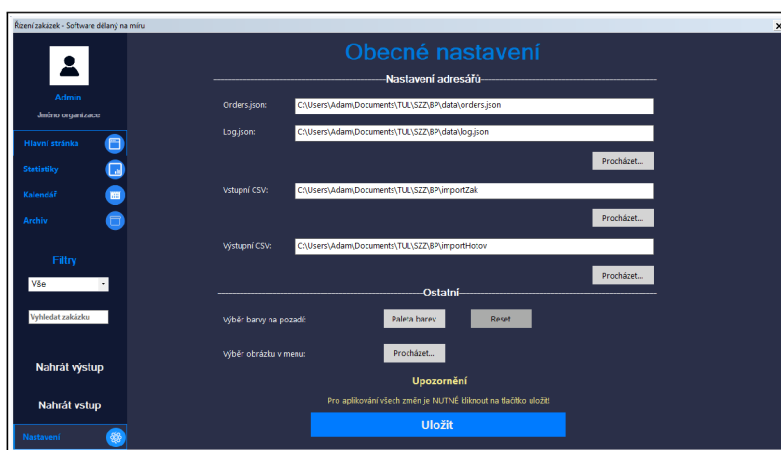 Řízení zakázek - Software dělaný na míru
Admin
Jméno organizace
Hlavní stránka
Statistiky
Kalendář
Archiv
Filtry
Vše
Vyhledat zakázku
Nahrát výstup
Nahrát vstup
Nastavení
Obecné nastavení
Nastavení adresářů
Orders.json: C:\Users\Adam\Documents\TUL\SZZ\BP\data\orders.json
Log.json: C:\Users\Adam\Documents\TUL\SZZ\BP\data\log.json
Procházet...
Vstupní CSV: C:\Users\Adam\Documents\TUL\SZZ\BP\importZak
Procházet...
Výstupní CSV: C:\Users\Adam\Documents\TUL\SZZ\BP\importHotov
Procházet...
Ostatní
Výběr barvy na pozadí: Paleta barev Reset
Výběr obrázku v menu: Procházet...
Upozornění
Pro aplikování všech změn je NUTNÉ kliknout na tlačítko uložit!
Uložit